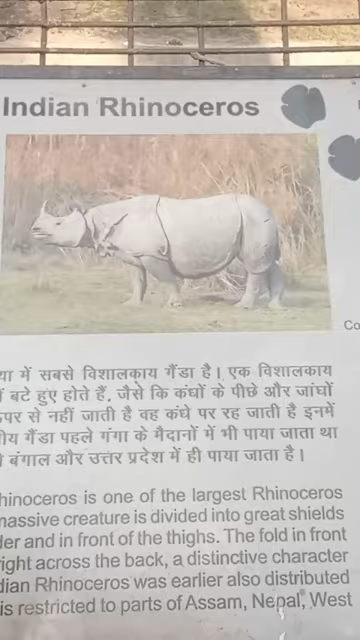 Indian Rhinoceros
Co
या में सबसे विशालकाय गैंडा है। एक विशालकाय
बटे हुए होते हैं, जैसे कि कंघों के पीछे और जांघों
पर से नहीं जाती है वह कंधे पर रह जाती है इनमें
ीय गैंडा पहले गंगा के मैदानों में भी पाया जाता था
बंगाल और उत्तर प्रदेश में ही पाया जाता है।
hinoceros is one of the largest Rhinoceros
massive creature is divided into great shields
der and in front of the thighs. The fold in front
right across the back, a distinctive character
dian Rhinoceros was earlier also distributed
is restricted to parts of Assam, Nepal, West